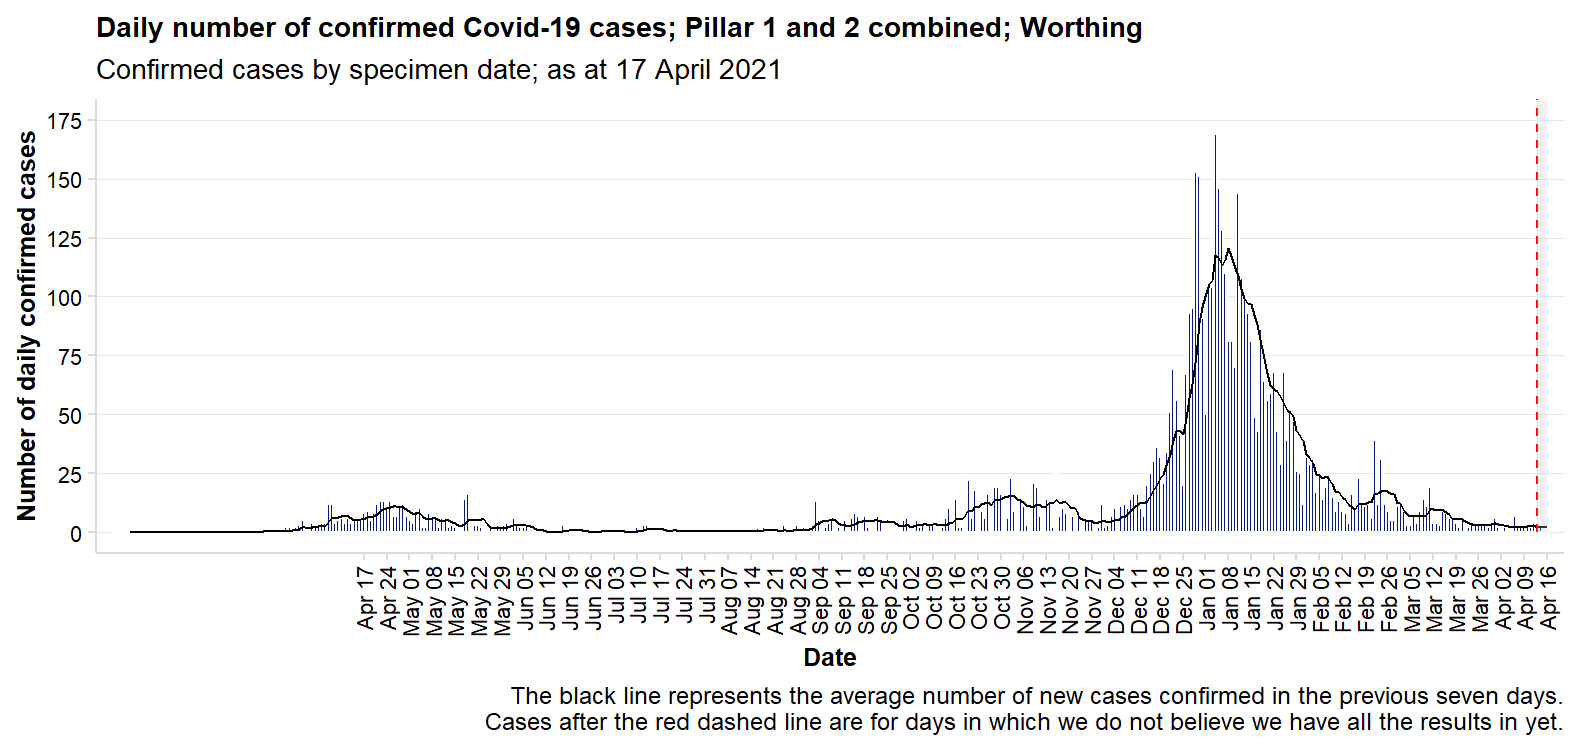 Daily number of confirmed Covid-19 cases; Pillar 1 and 2 combined; Worthing
Confirmed cases by specimen date; as at 17 April 2021
Number of daily confirmed cases
175
150
125
100
75
50
25
0
Apr 17
Apr 24
May 01
May 08
May 15
May 22
May 29
Jun 05
Jun 12
Jun 19
Jun 26
Jul 03
Jul 10
Jul 17
Jul 24
Jul 31
Aug 07
Aug 14
Aug 21
Aug 28
Sep 04
Sep 11
Sep 18
Sep 25
Oct 02
Oct 09
Oct 16
Oct 23
Oct 30
Nov 06
Nov 13
Nov 20
Nov 27
Dec 04
Dec 11
Dec 18
Dec 25
Jan 01
Jan 08
Jan 15
Jan 22
Jan 29
Feb 05
Feb 12
Feb 19
Feb 26
Mar 05
Mar 12
Mar 19
Mar 26
Apr 02
Apr 09
Apr 16
Date
The black line represents the average number of new cases confirmed in the previous seven days.
Cases after the red dashed line are for days in which we do not believe we have all the results in yet.